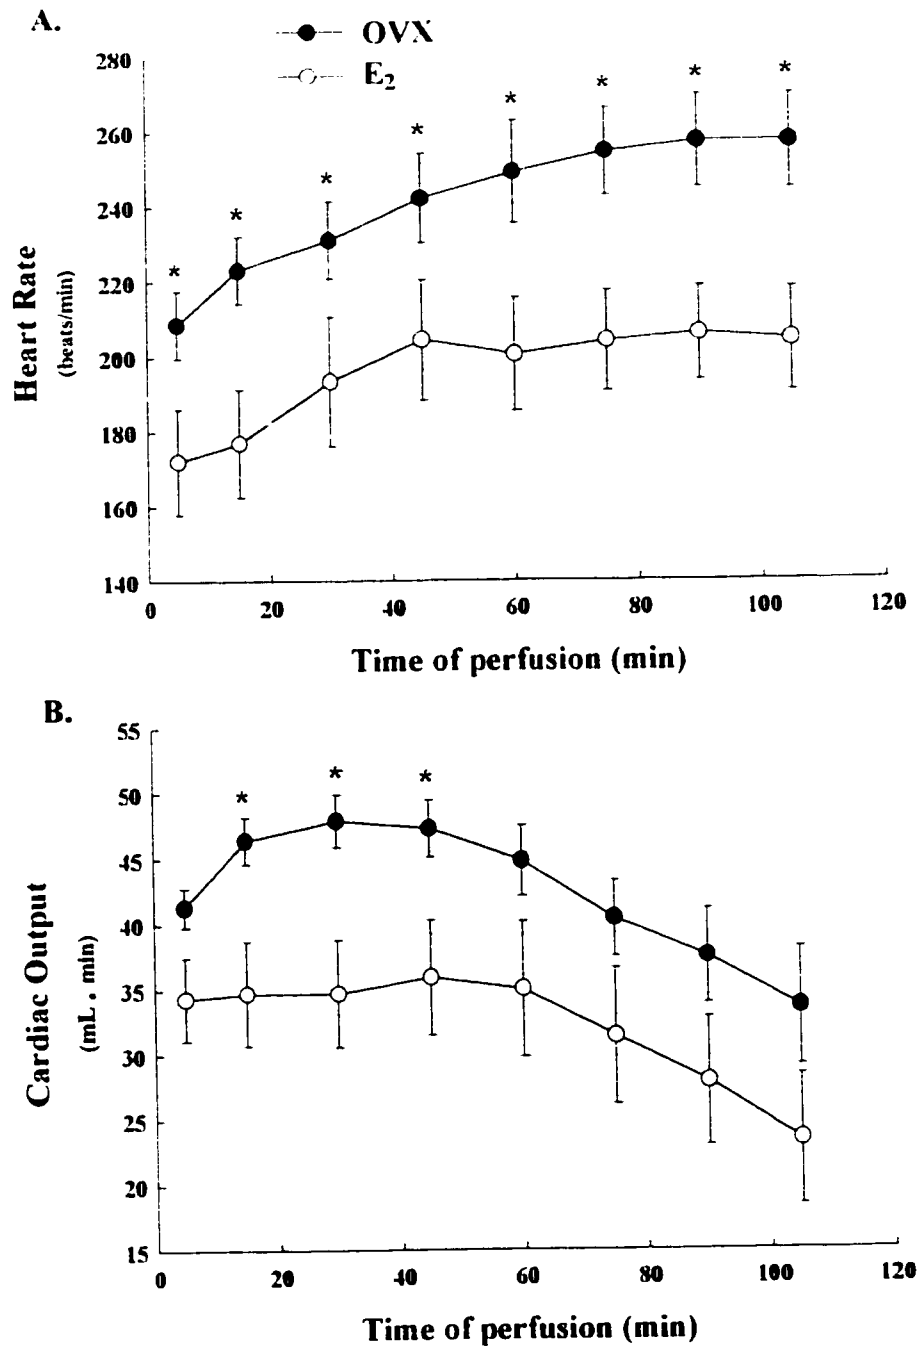 A.
OVX
E2
280
260
240
220
200
180
160
140
0 20 40 60 80 100 120
Heart Rate
(beats/min)
* * * * * * * *
Time of perfusion (min)
B.
55
50
45
40
35
30
25
20
15
0 20 40 60 80 100 120
Cardiac Output
(mL . min)
* * *
Time of perfusion (min)